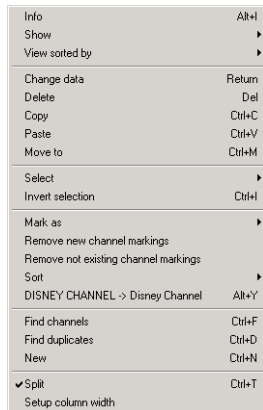 Info Alt+I
Show
View sorted by
Change data Return
Delete Del
Copy Ctrl+C
Paste Ctrl+V
Move to Ctrl+M
Select
Invert selection Ctrl+I
Mark as
Remove new channel markings
Remove not existing channel markings
Sort
DISNEY CHANNEL -> Disney Channel Alt+Y
Find channels Ctrl+F
Find duplicates Ctrl+D
New Ctrl+N
Split Ctrl+T
Setup column width